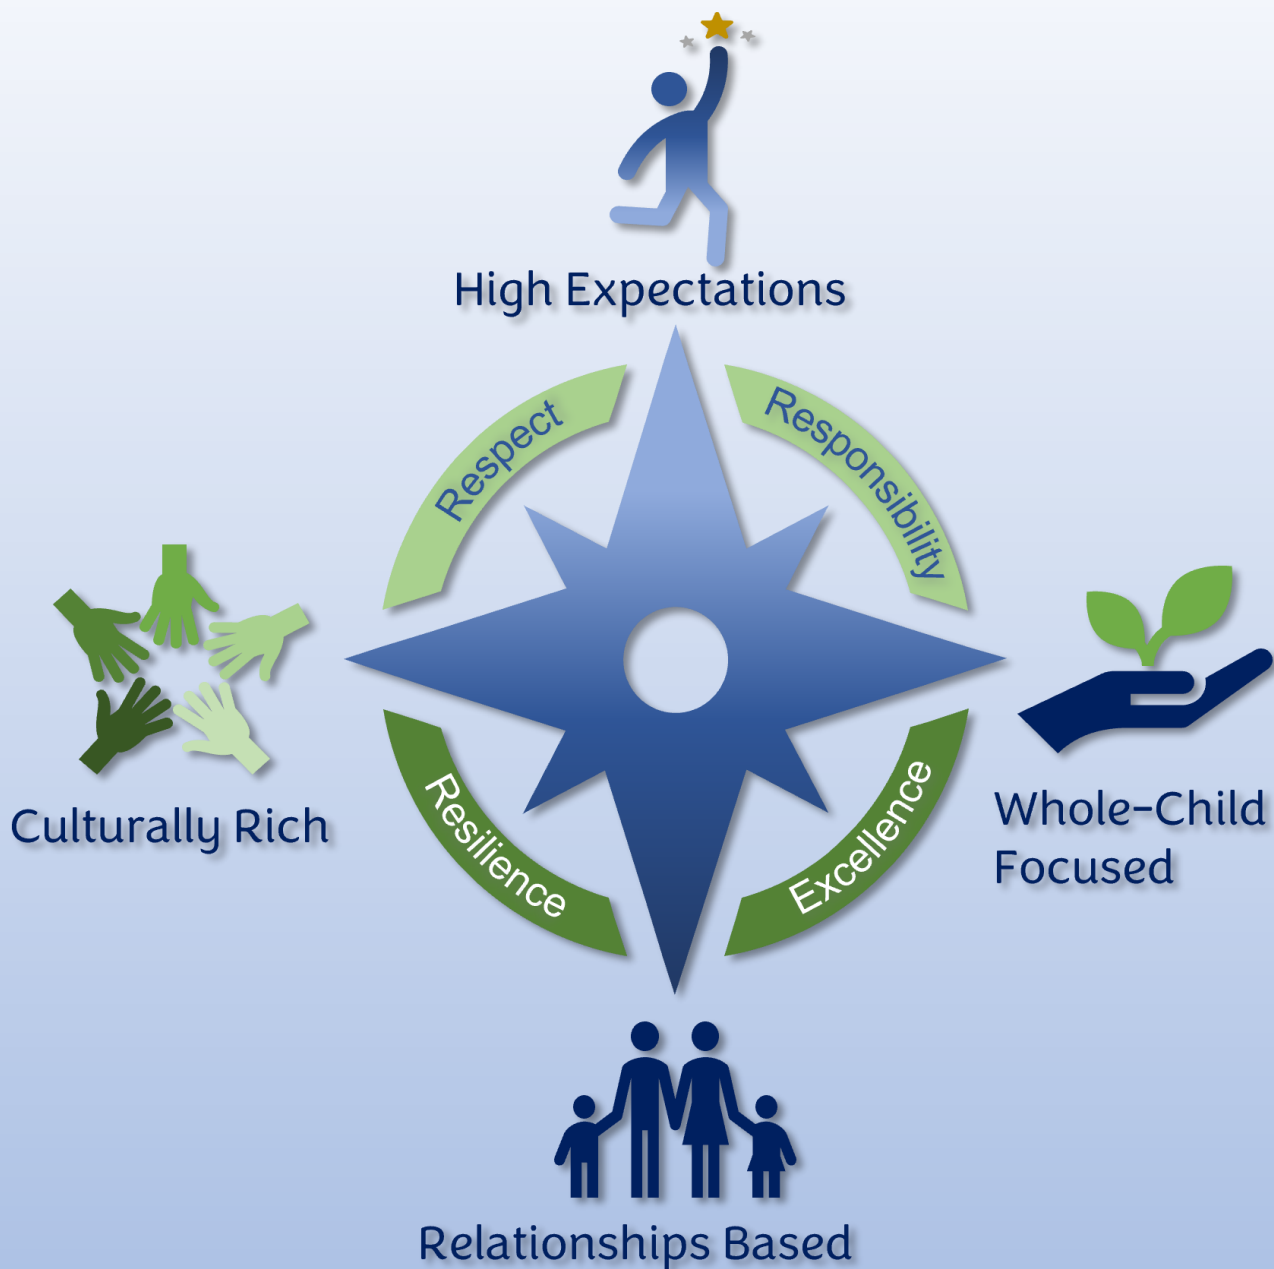 High Expectations
Respect
Responsibility
Culturally Rich
Whole-Child
Focused
Resilience
Excellence
Relationships Based